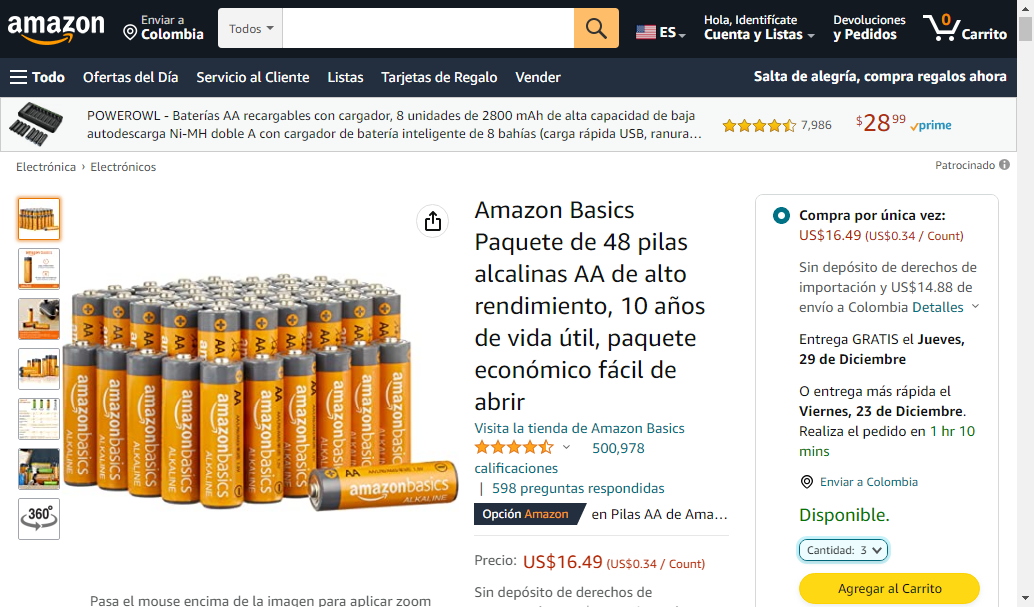 amazon
Enviar a
Colombia
Todos
ES
Hola, Identifícate
Cuenta y Listas
Devoluciones
y Pedidos
0
Carrito
Todo
Ofertas del Día
Servicio al Cliente
Listas
Tarjetas de Regalo
Vender
Salta de alegría, compra regalos ahora
POWEROWL - Baterías AA recargables con cargador, 8 unidades de 2800 mAh de alta capacidad de baja
autodescarga Ni-MH doble A con cargador de batería inteligente de 8 bahías (carga rápida USB, ranura...
7,986
$28 99
prime
Electrónica › Electrónicos
Patrocinado
360°
AA
amazonbasics
ALKALINE
Pasa el mouse encima de la imagen para aplicar zoom
Amazon Basics
Paquete de 48 pilas
alcalinas AA de alto
rendimiento, 10 años
de vida útil, paquete
económico fácil de
abrir
Visita la tienda de Amazon Basics
500,978
calificaciones
| 598 preguntas respondidas
Opción Amazon en Pilas AA de Ama...
Precio: US$16.49 (US$0.34 / Count)
Sin depósito de derechos de
Compra por única vez:
US$16.49 (US$0.34 / Count)
Sin depósito de derechos de
importación y US$14.88 de
envío a Colombia Detalles
Entrega GRATIS el Jueves,
29 de Diciembre
O entrega más rápida el
Viernes, 23 de Diciembre.
Realiza el pedido en 1 hr 10
mins
Enviar a Colombia
Disponible.
Cantidad: 3
Agregar al Carrito